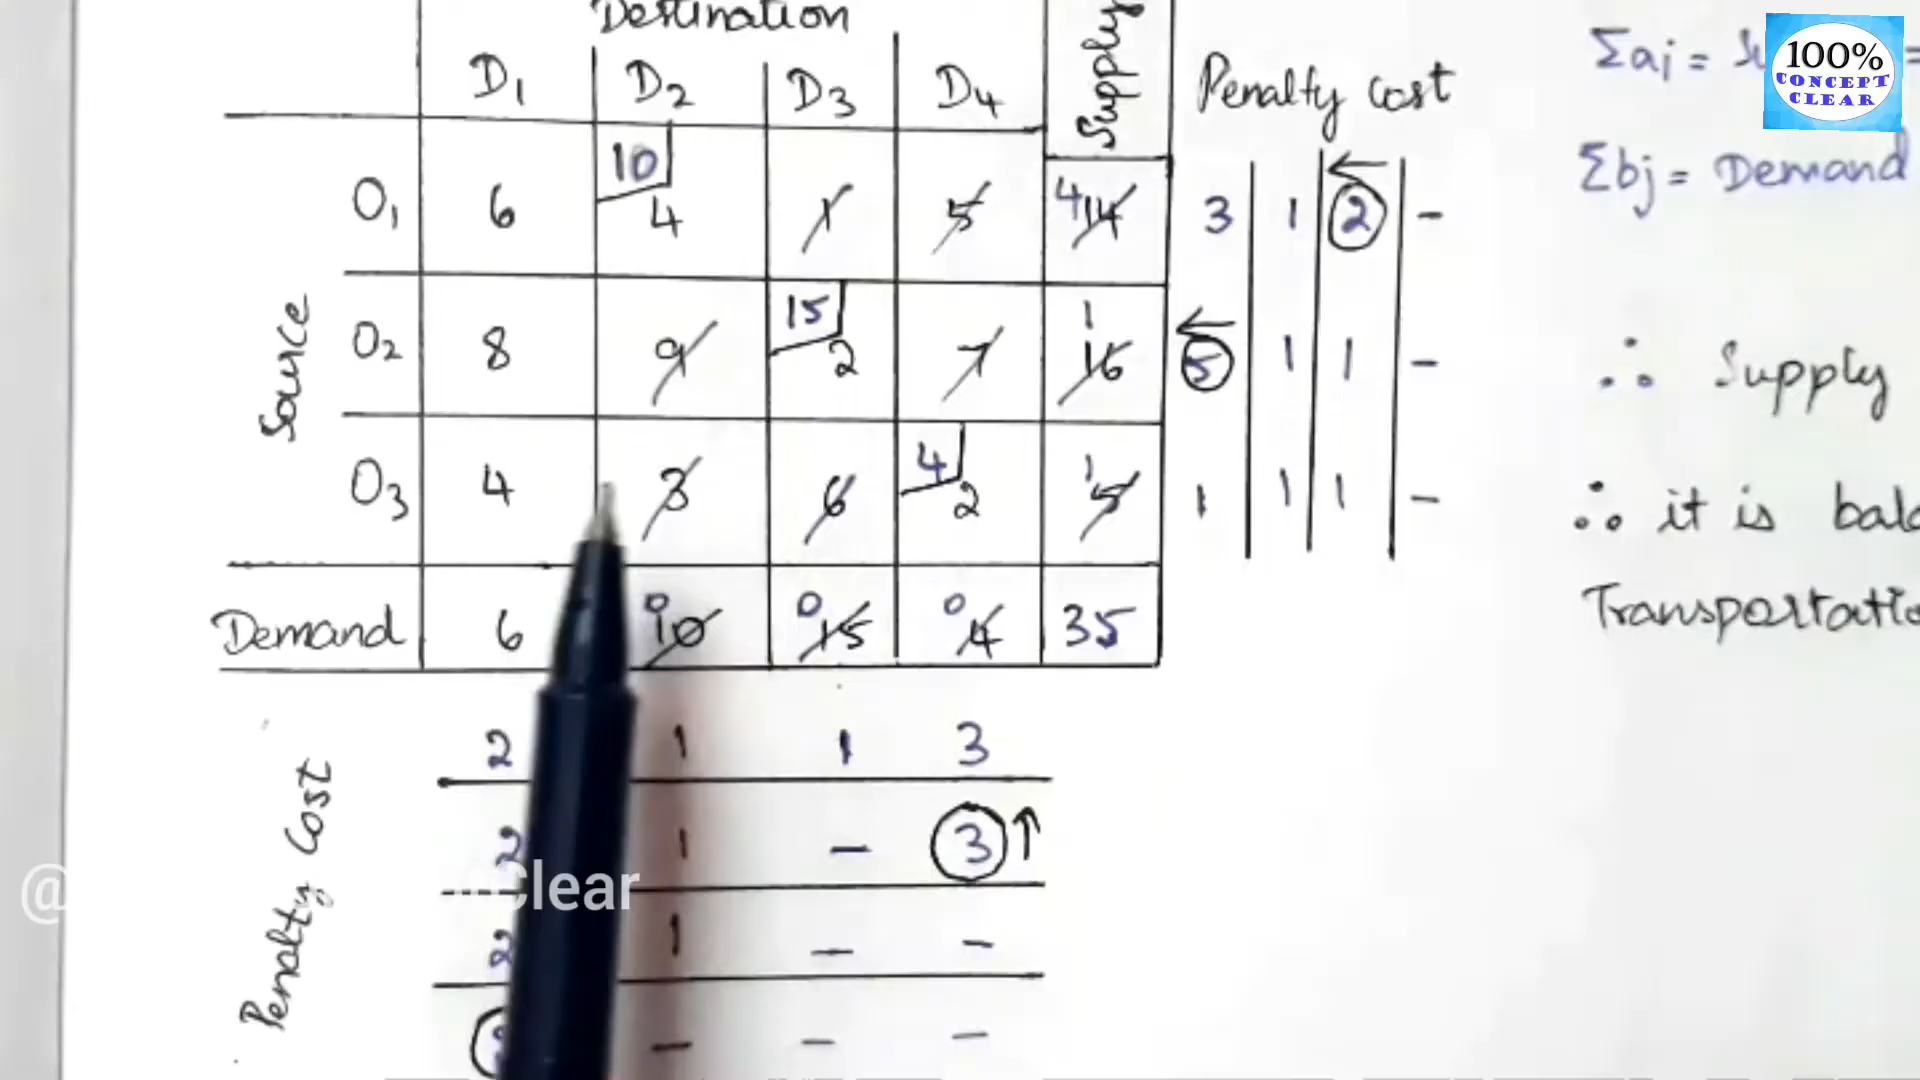 Destination
D1 D2 D3 D4 Supply Penalty Cost
O1 6 10 4 1 5 4 14 3 1 2 -
Source
O2 8 9 15 2 7 1 16 5 1 1 -
O3 4 3 6 4 2 1 5 1 1 1 -
Demand 6 0 10 0 15 0 4 35
Penalty Cost
2 1 1 3
2 1 - 3 ↑
2 1 - -
- - -
Σai =
Σbj = Demand
∴ Supply
∴ it is
100%
CONCEPT
CLEAR